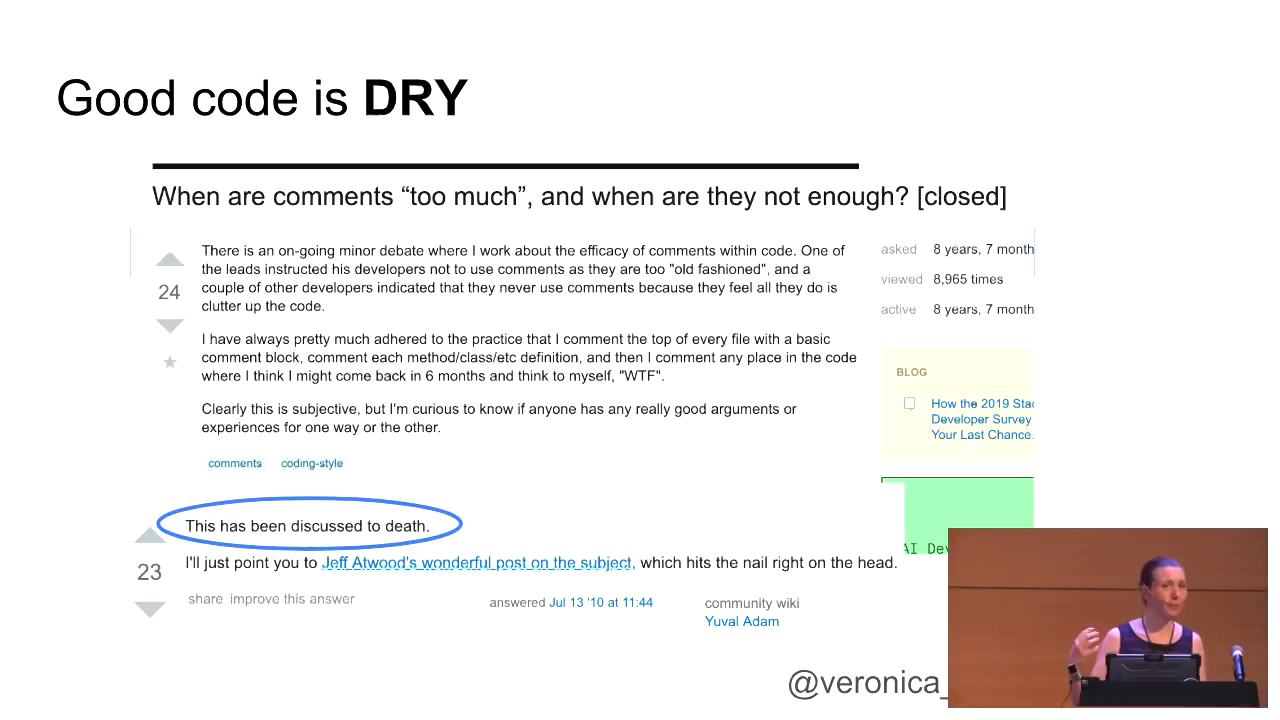 Good code is DRY
When are comments “too much”, and when are they not enough? [closed]
24
There is an on-going minor debate where I work about the efficacy of comments within code. One of
the leads instructed his developers not to use comments as they are too "old fashioned", and a
couple of other developers indicated that they never use comments because they feel all they do is
clutter up the code.
I have always pretty much adhered to the practice that I comment the top of every file with a basic
comment block, comment each method/class/etc definition, and then I comment any place in the code
where I think I might come back in 6 months and think to myself, "WTF".
Clearly this is subjective, but I'm curious to know if anyone has any really good arguments or
experiences for one way or the other.
comments coding-style
asked 8 years, 7 month
viewed 8,965 times
active 8 years, 7 month
BLOG
How the 2019 Stac
Developer Survey
Your Last Chance.
AI Dev
23
This has been discussed to death.
I'll just point you to Jeff Atwood's wonderful post on the subject, which hits the nail right on the head.
share improve this answer
answered Jul 13 '10 at 11:44
community wiki
Yuval Adam
@veronica_